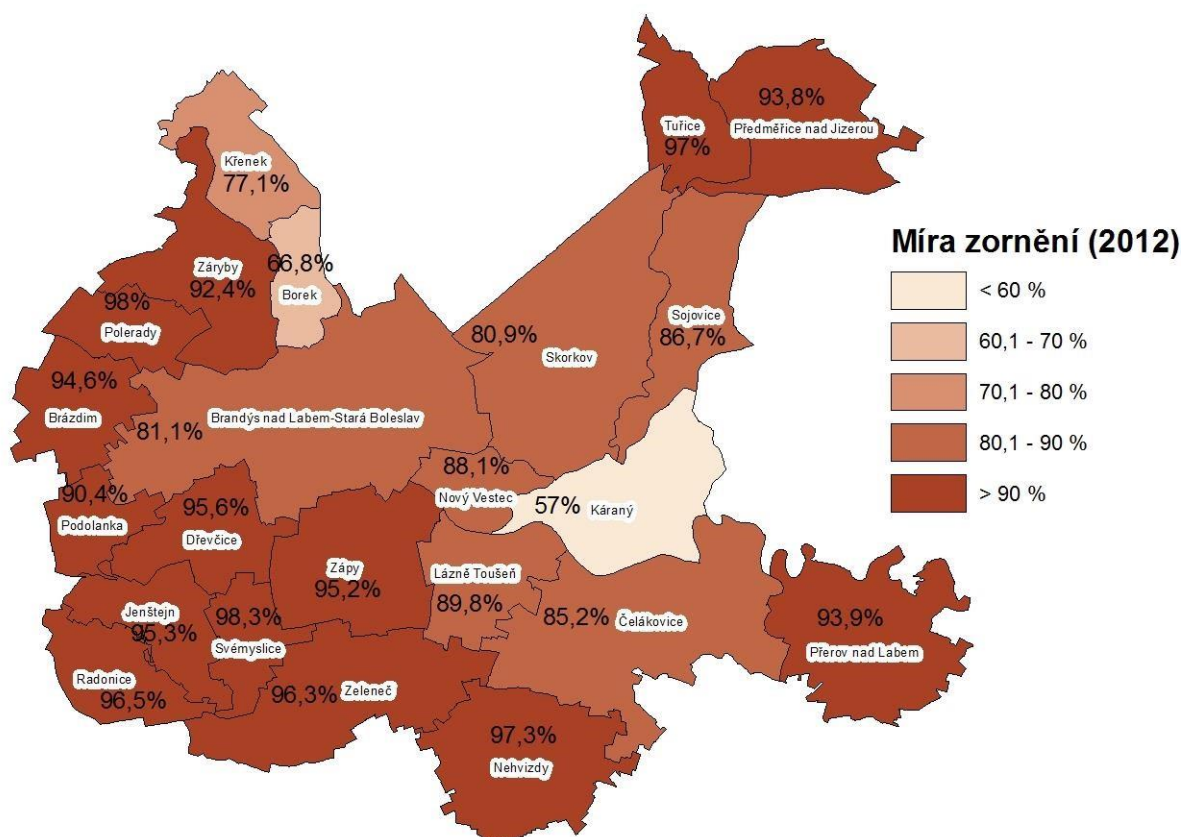 93,8%
Předměřice nad Jizerou
Tuřice
97%
Křenek
77,1%
Míra zornění (2012)
< 60 %
60,1 - 70 %
70,1 - 80 %
80,1 - 90 %
> 90 %
66,8%
Borek
Záryby
92,4%
98%
Polerady
Sojovice
86,7%
80,9%
Skorkov
94,6%
Brázdim
Brandýs nad Labem-Stará Boleslav
81,1%
88,1%
Nový Vestec
57%
Káraný
90,4%
Podolanka
95,6%
Dřevčice
Zápy
95,2%
Lázně Toušeň
89,8%
85,2%
Čelákovice
93,9%
Přerov nad Labem
Jenštejn
95,3%
98,3%
Svémyslice
Radonice
96,5%
96,3%
Zeleneč
97,3%
Nehvizdy